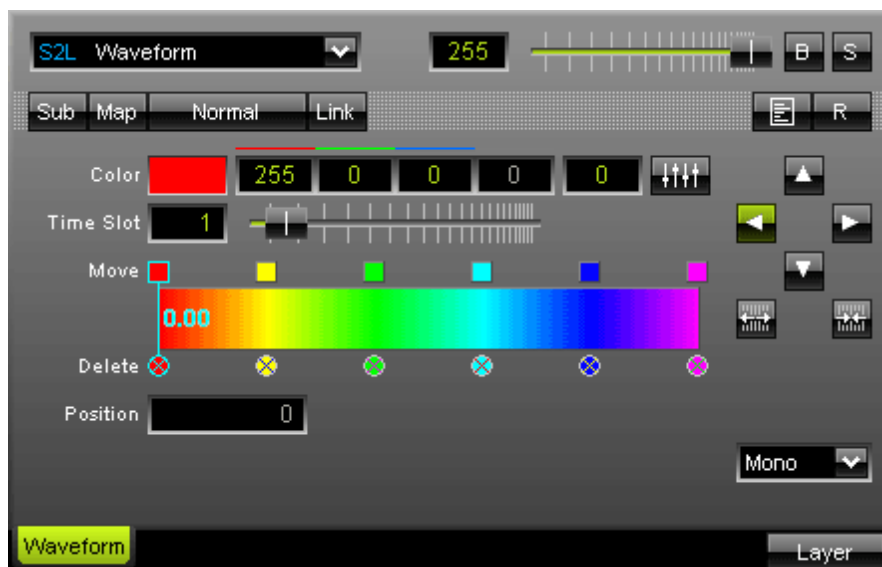 S2L Waveform 255 B S
Sub Map Normal Link R
Color 255 0 0 0 0
Time Slot 1
Move
0.00
Delete
Position 0
Mono
Waveform Layer